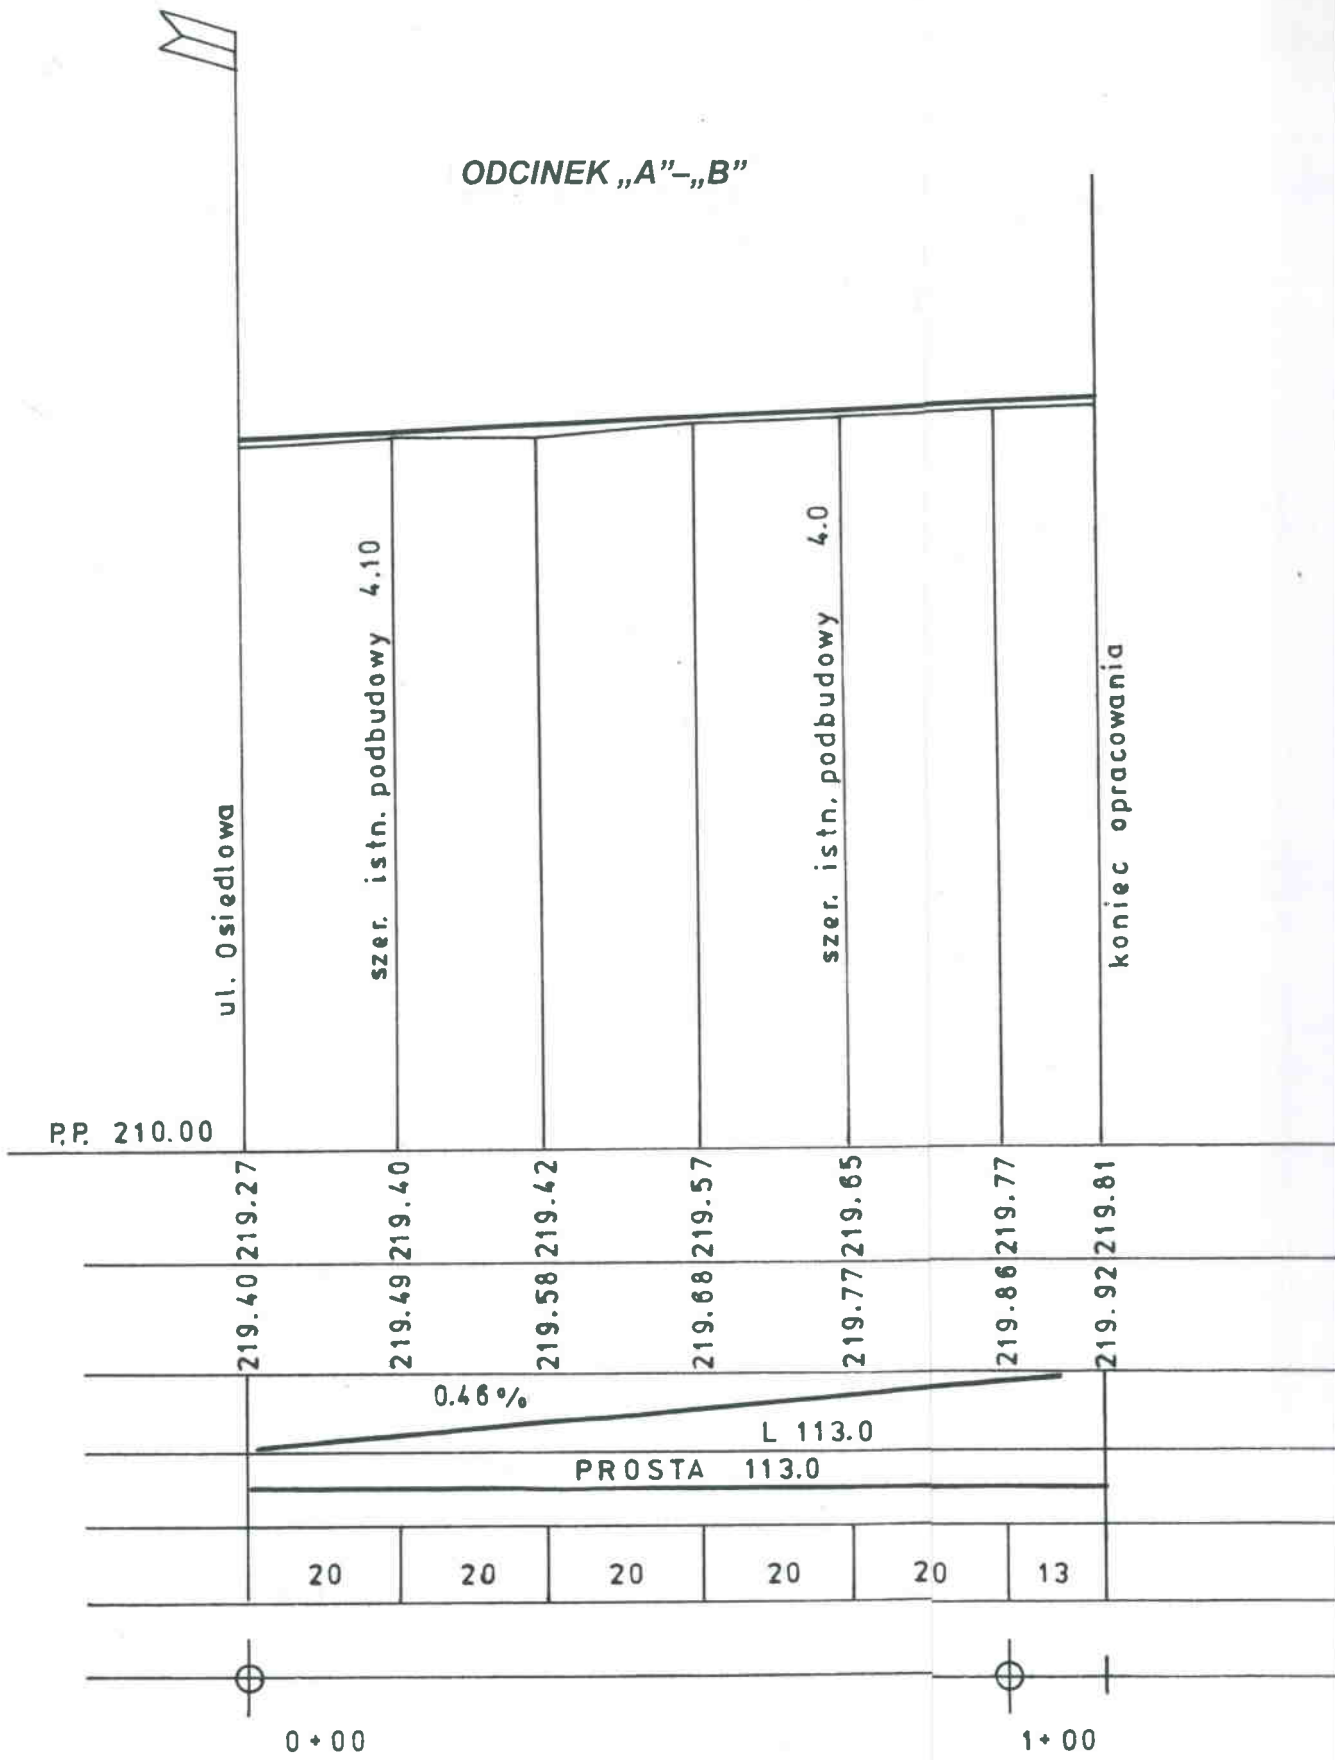 ODCINEK „A”–„B”
ul. Osiedlowa
szer. istn. podbudowy 4.10
szer. istn. podbudowy 4.0
koniec opracowania
P.P. 210.00
219.27 219.40 219.42 219.57 219.65 219.77 219.81
219.40 219.49 219.58 219.68 219.77 219.86 219.92
0.46%
L 113.0
PROSTA 113.0
20 20 20 20 20 13
0+00 1+00